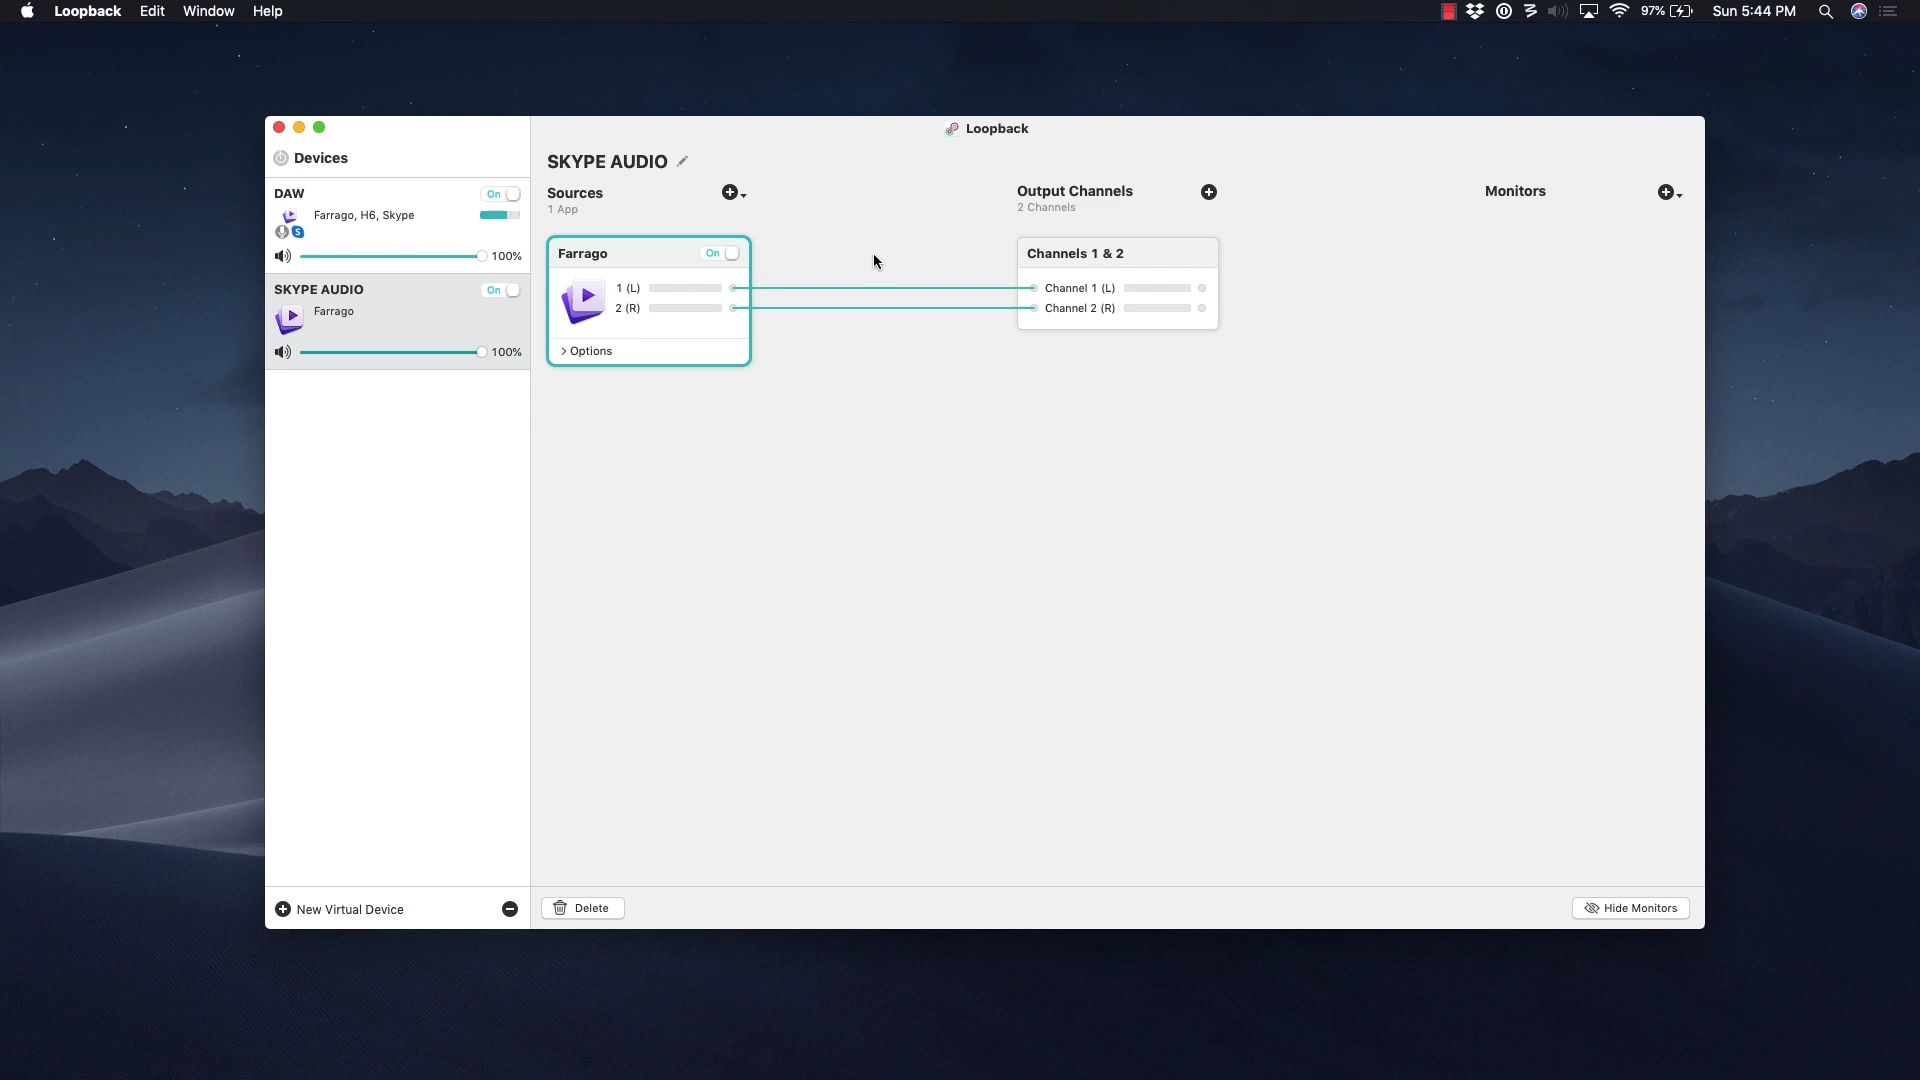 Loopback Edit Window Help
97% Sun 5:44 PM
Loopback
Devices
DAW On
Farrago, H6, Skype
100%
SKYPE AUDIO On
Farrago
100%
New Virtual Device
SKYPE AUDIO
Sources
1 App
Output Channels
2 Channels
Monitors
Farrago On
1 (L)
2 (R)
> Options
Channels 1 & 2
Channel 1 (L)
Channel 2 (R)
Delete
Hide Monitors